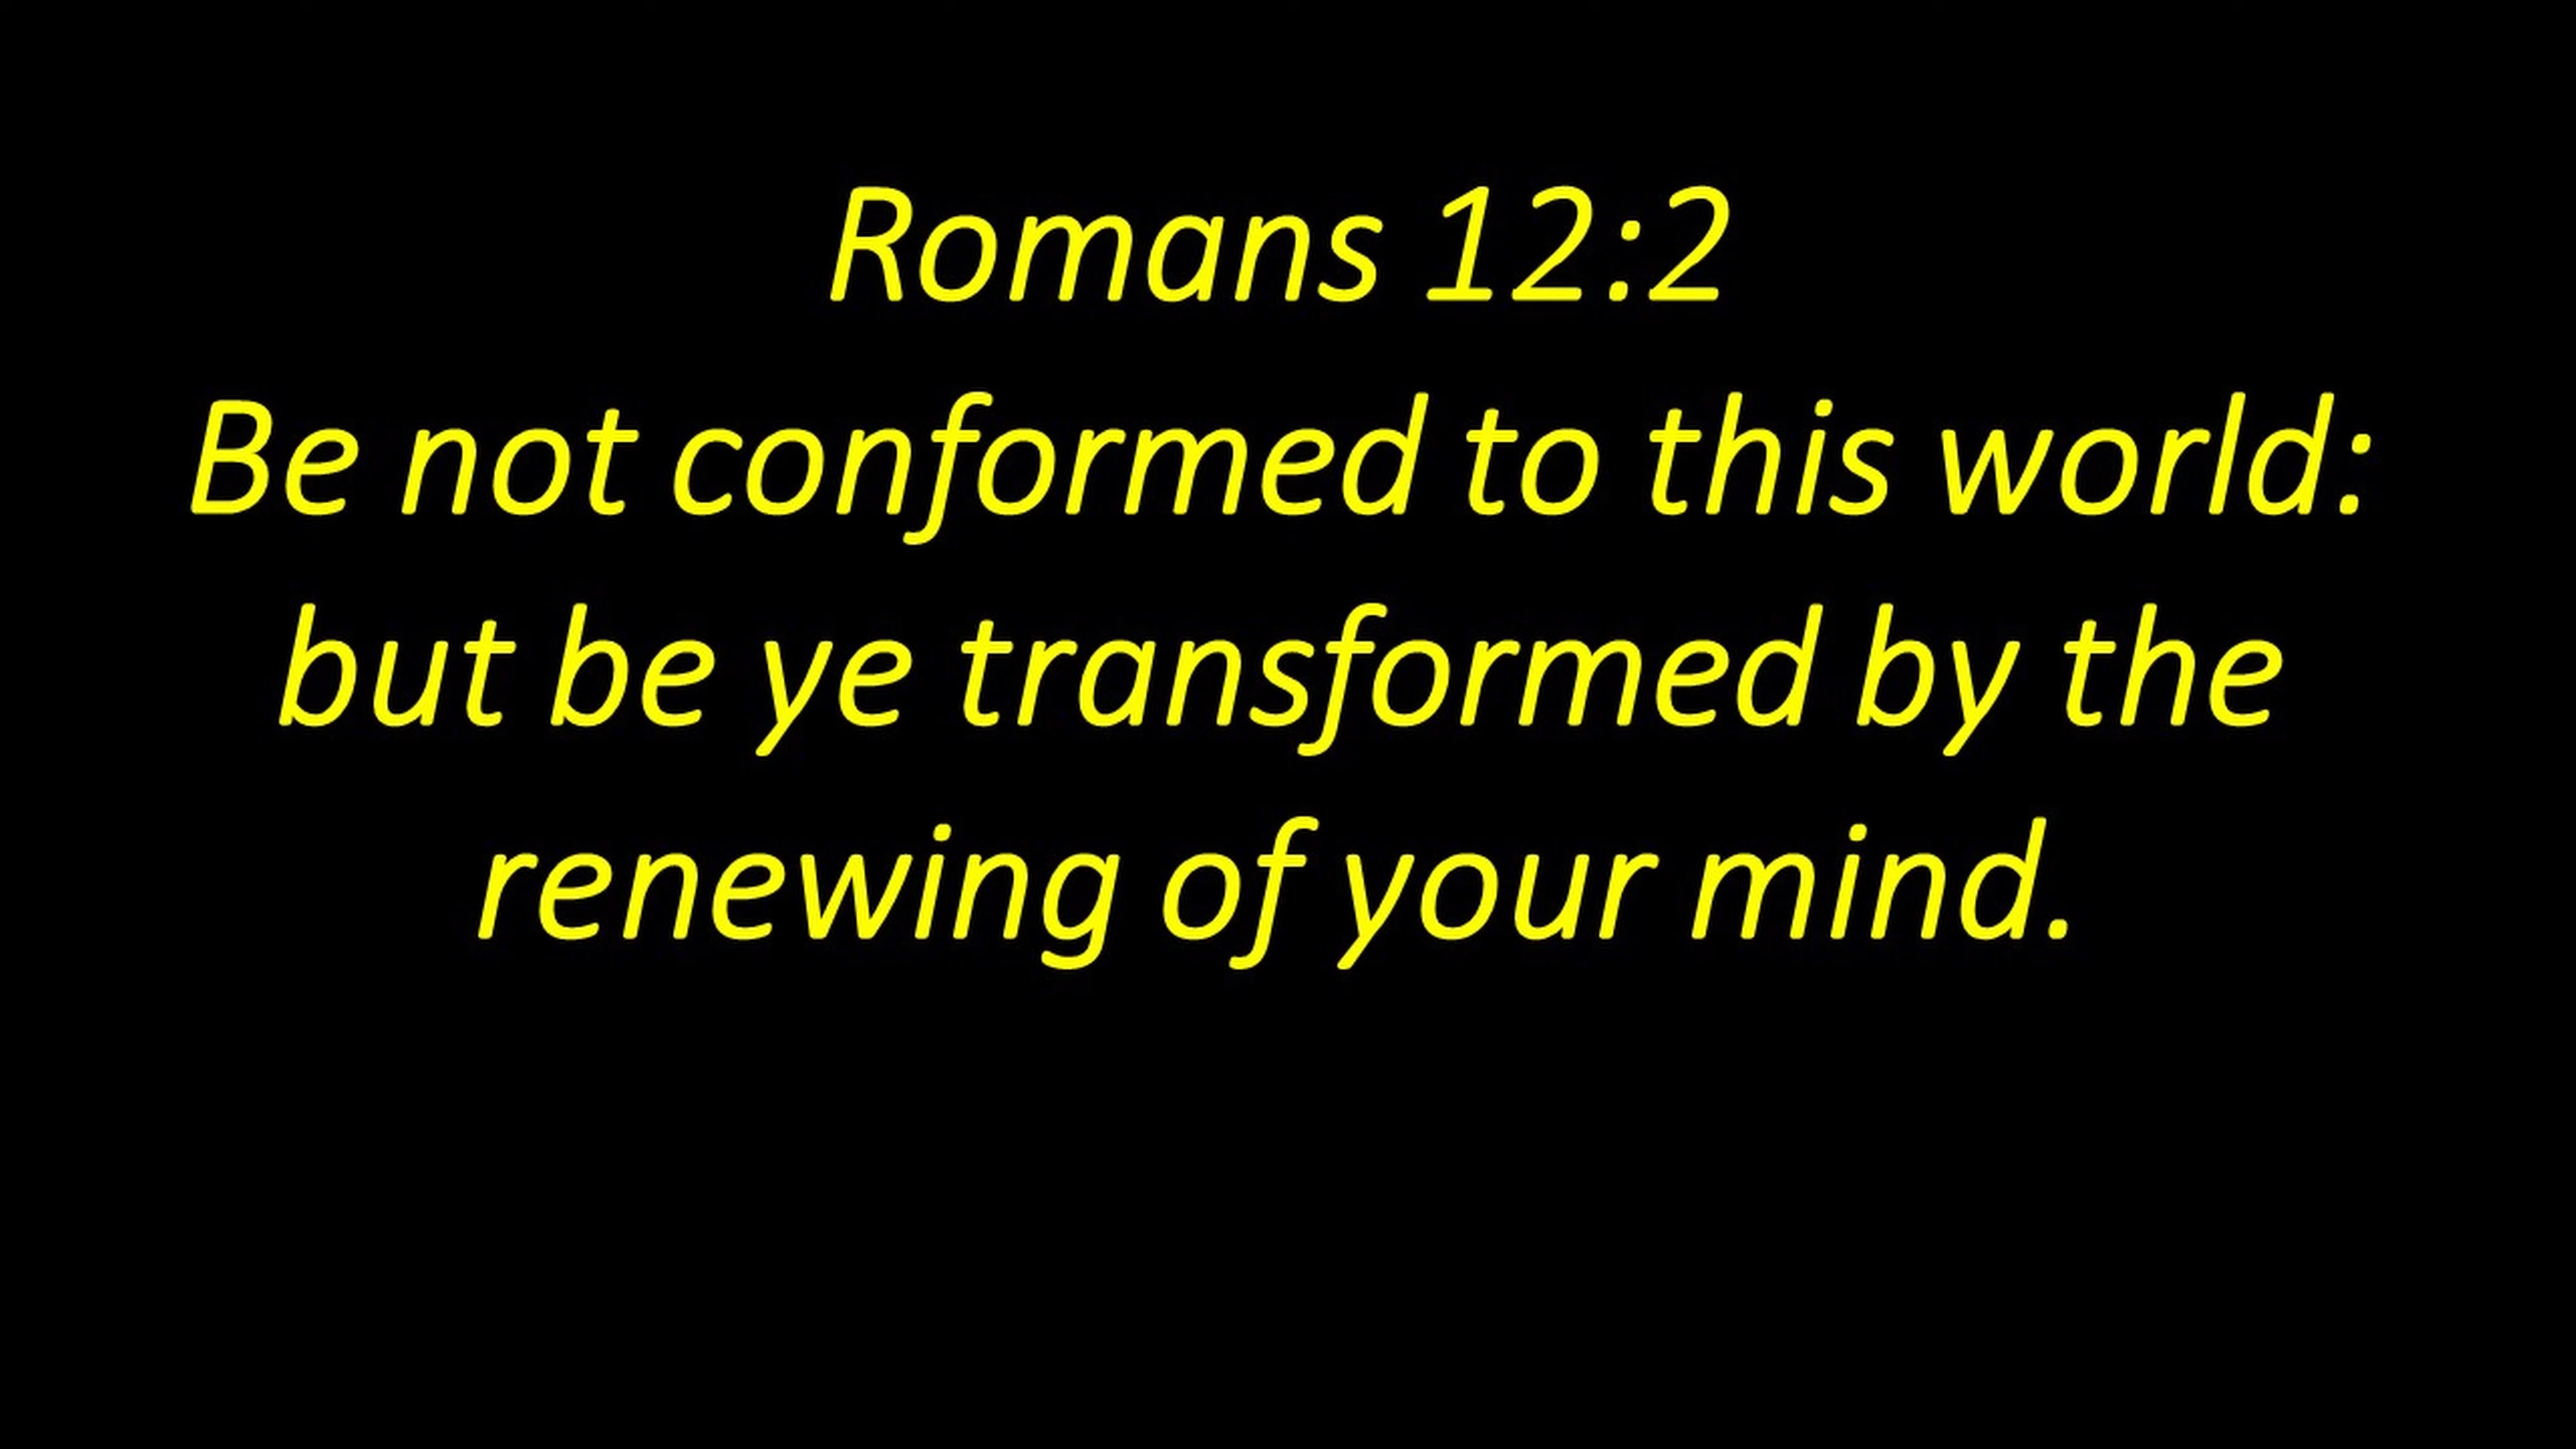 Romans 12:2
Be not conformed to this world:
but be ye transformed by the
renewing of your mind.